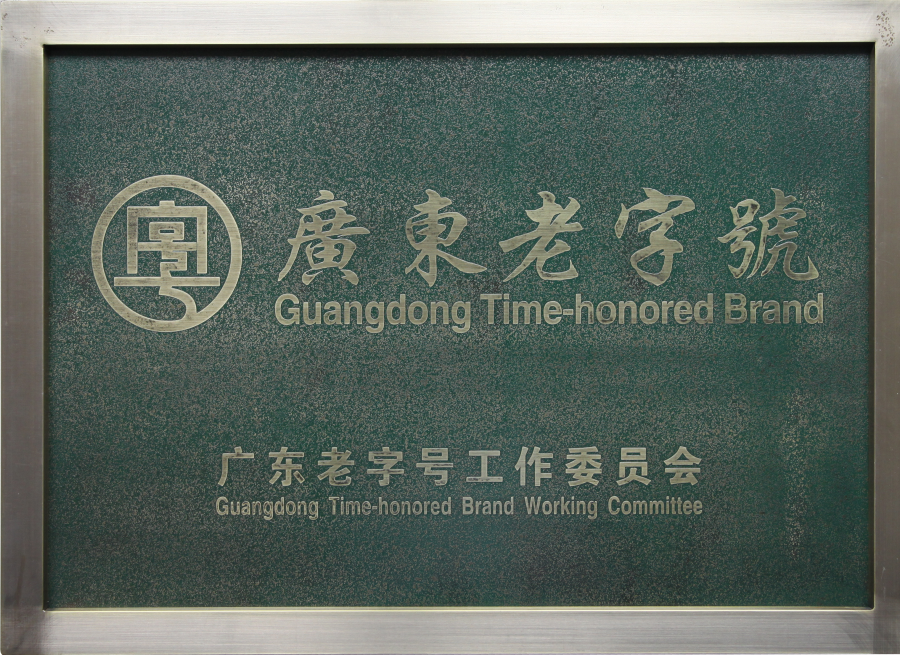 廣東老字號
Guangdong Time-honored Brand
广东老字号工作委员会
Guangdong Time-honored Brand Working Committee